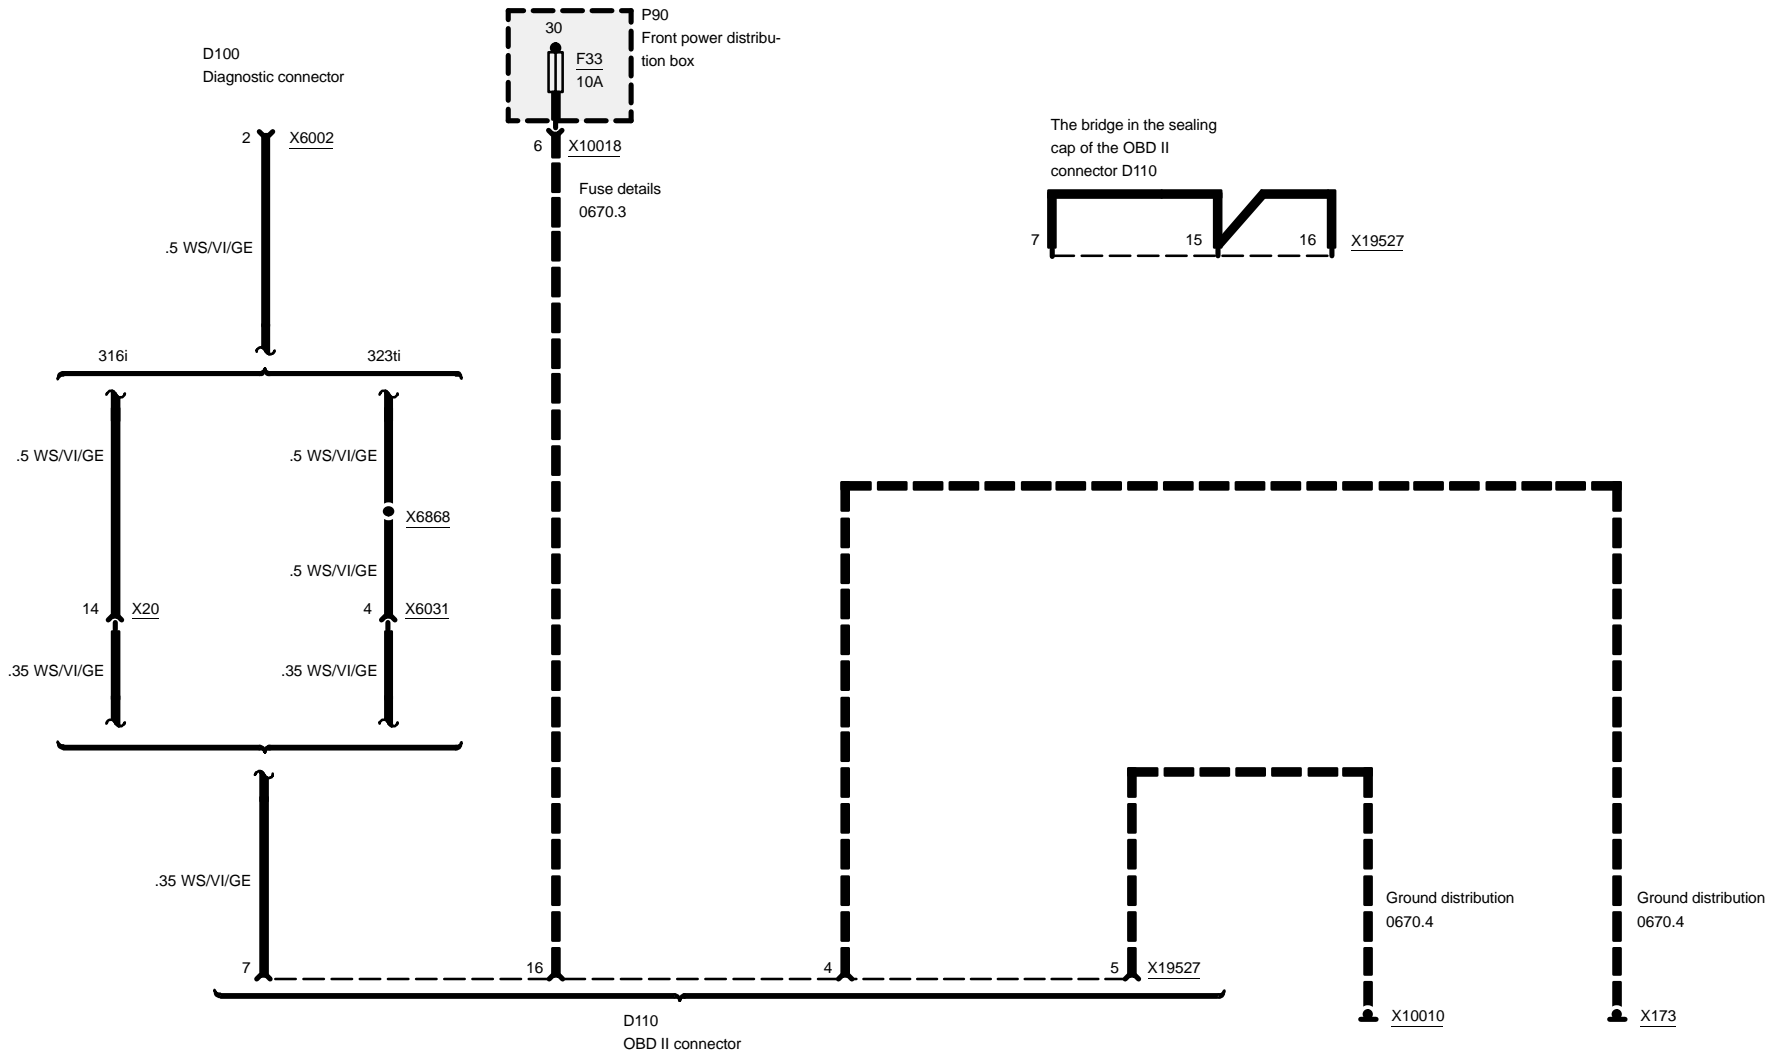 P90
Front power distribu-
tion box
30
F33
10A
D100
Diagnostic connector
2
X6002
6
X10018
Fuse details
0670.3
The bridge in the sealing
cap of the OBD II
connector D110
7
15
16
X19527
.5 WS/VI/GE
316i
323ti
.5 WS/VI/GE
.5 WS/VI/GE
X6868
.5 WS/VI/GE
14
X20
4
X6031
.35 WS/VI/GE
.35 WS/VI/GE
.35 WS/VI/GE
Ground distribution
0670.4
Ground distribution
0670.4
7
16
4
5
X19527
X10010
X173
D110
OBD II connector